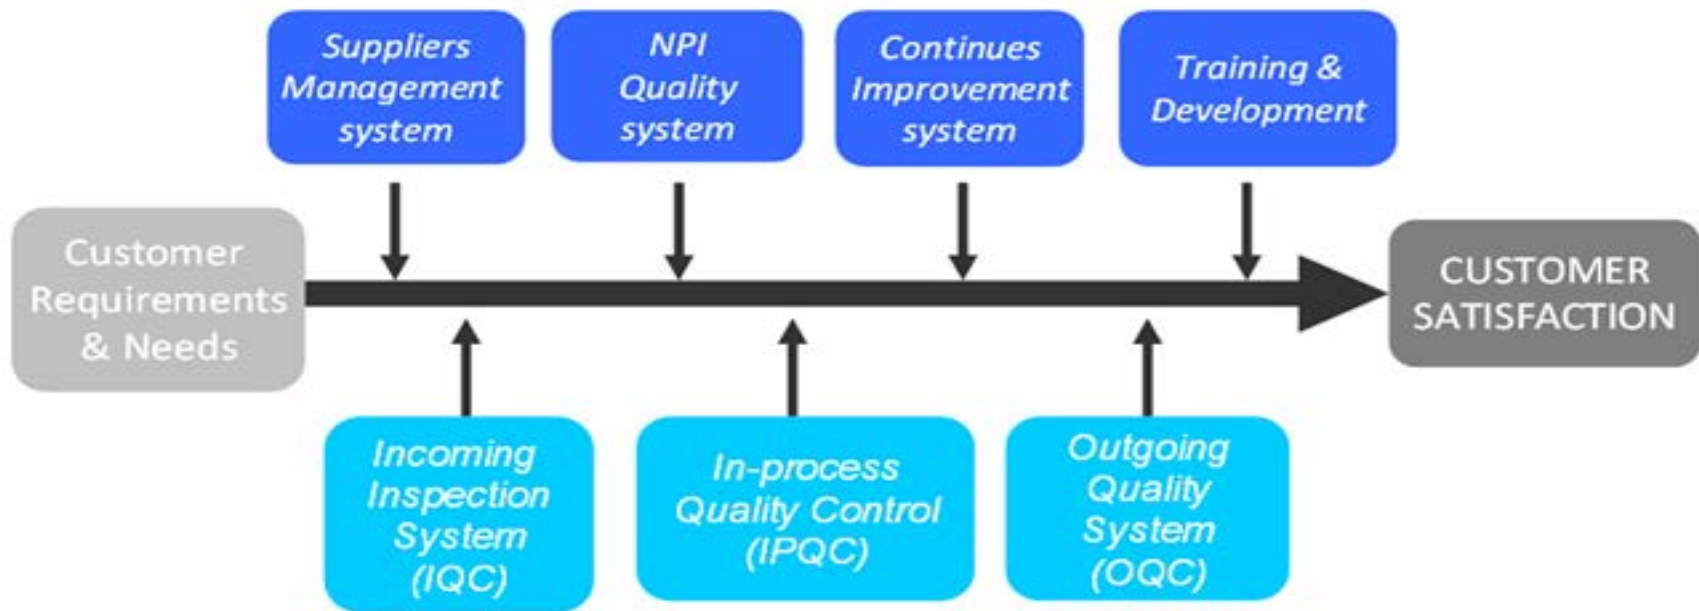 Suppliers
Management
system
NPI
Quality
system
Continues
Improvement
system
Training &
Development
Customer
Requirements
& Needs
CUSTOMER
SATISFACTION
Incoming
Inspection
System
(IQC)
In-process
Quality Control
(IPQC)
Outgoing
Quality
System
(OQC)